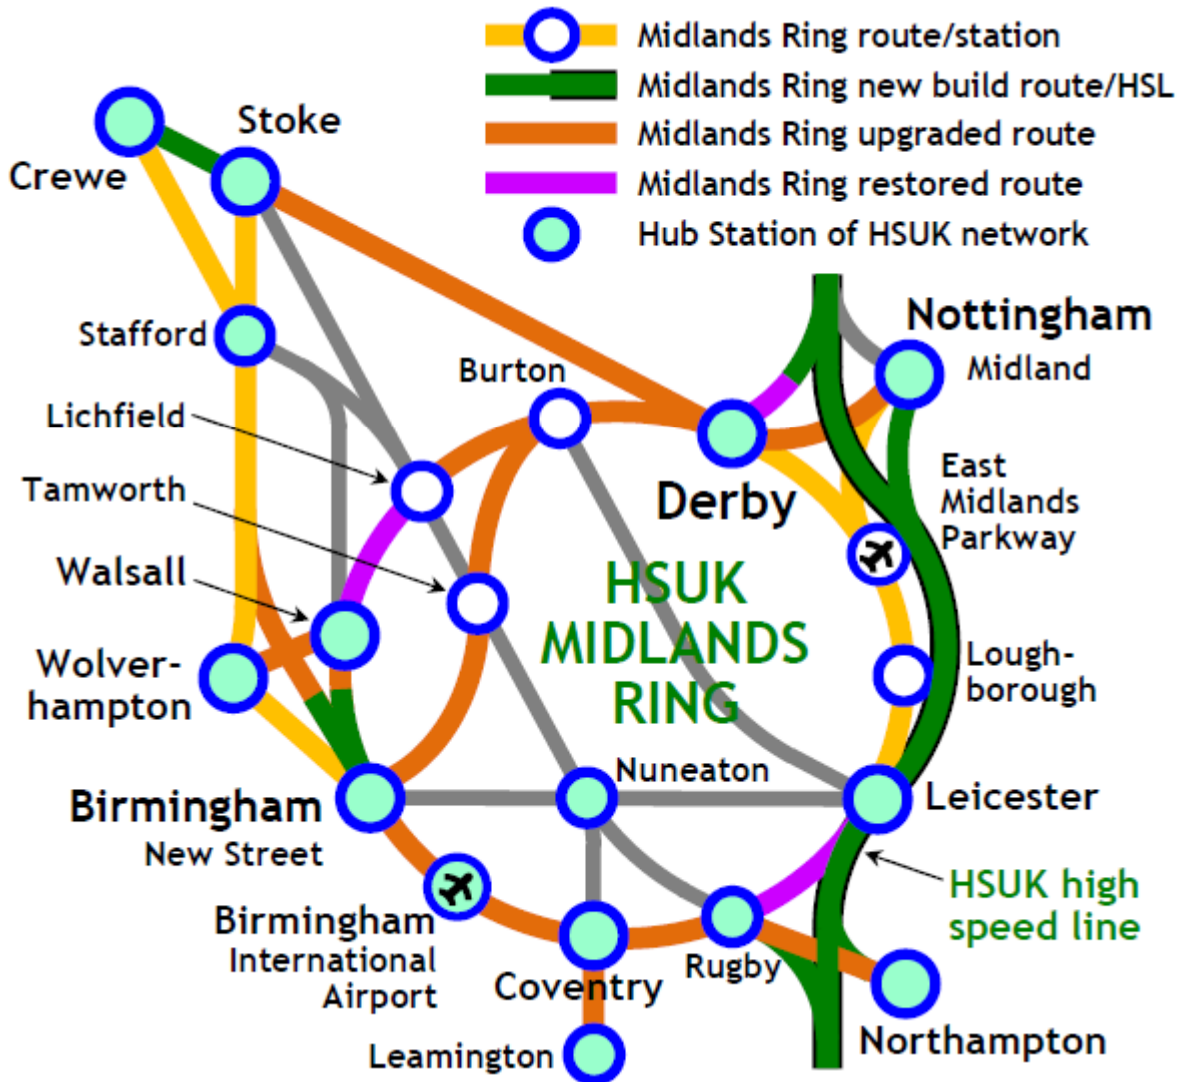 Midlands Ring route/station
Midlands Ring new build route/HSL
Midlands Ring upgraded route
Midlands Ring restored route
Hub Station of HSUK network
Stoke
Crewe
Nottingham
Midland
Stafford
Burton
Lichfield
Tamworth
East
Midlands
Parkway
Derby
Walsall
HSUK
MIDLANDS
RING
Wolver-
hampton
Lough-
borough
Nuneaton
Birmingham
New Street
Leicester
HSUK high
speed line
Birmingham
International
Airport
Coventry
Rugby
Northampton
Leamington